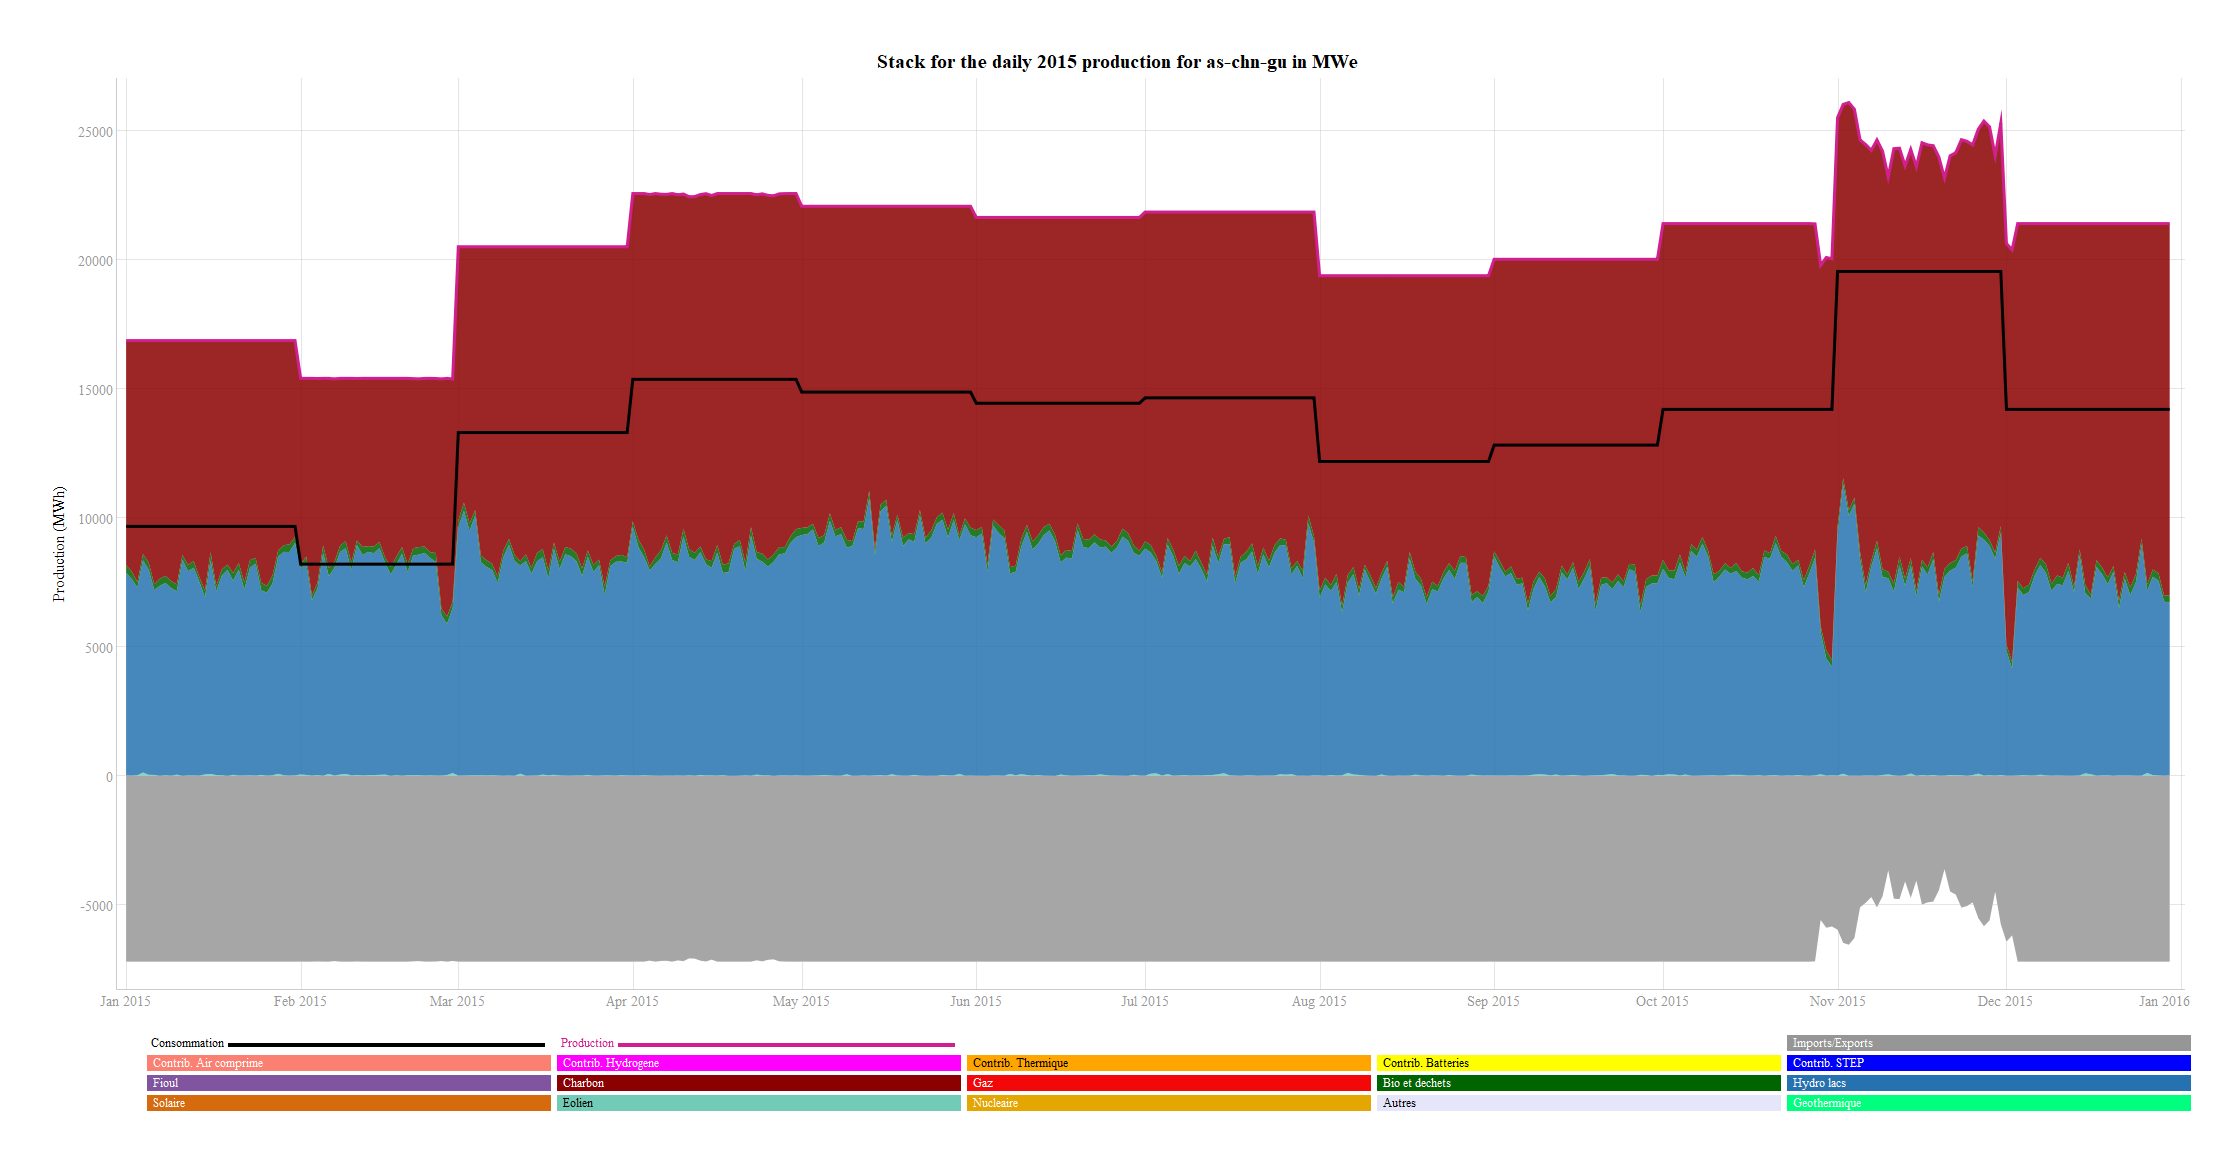 Stack for the daily 2015 production for as-chn-gu in MWe
Production (MWh)
25000
20000
15000
10000
5000
0
-5000
Jan 2015 Feb 2015 Mar 2015 Apr 2015 May 2015 Jun 2015 Jul 2015 Aug 2015 Sep 2015 Oct 2015 Nov 2015 Dec 2015 Jan 2016
Consommation Production Imports/Exports
Contrib. Air comprime Contrib. Hydrogene Contrib. Thermique Contrib. Batteries Contrib. STEP
Fioul Charbon Gaz Bio et dechets Hydro lacs
Solaire Eolien Nucleaire Autres Geothermique